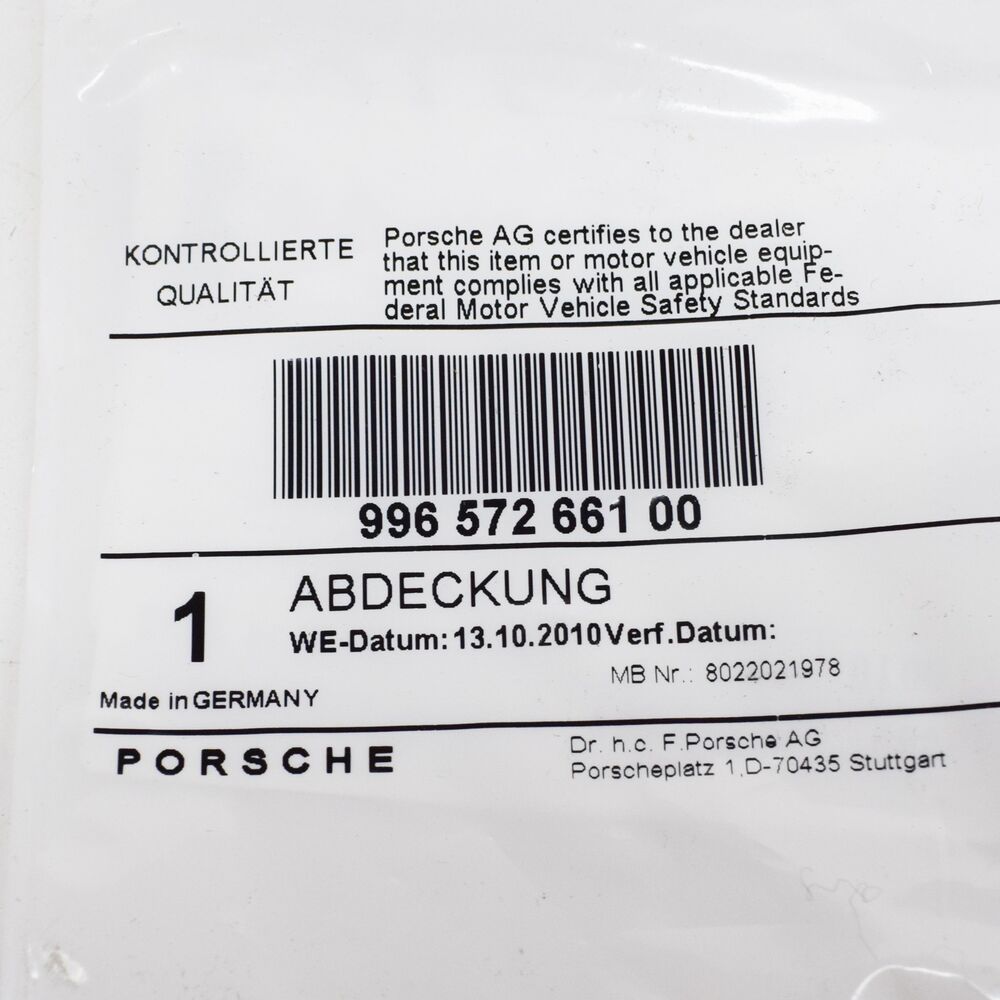 KONTROLLIERTE
QUALITÄT
Porsche AG certifies to the dealer
that this item or motor vehicle equip-
ment complies with all applicable Fe-
deral Motor Vehicle Safety Standards
996 572 661 00
1
ABDECKUNG
WE-Datum: 13.10.2010 Verf.Datum:
MB Nr.: 8022021978
Made in GERMANY
PORSCHE
Dr. h.c. F.Porsche AG
Porscheplatz 1,D-70435 Stuttgart